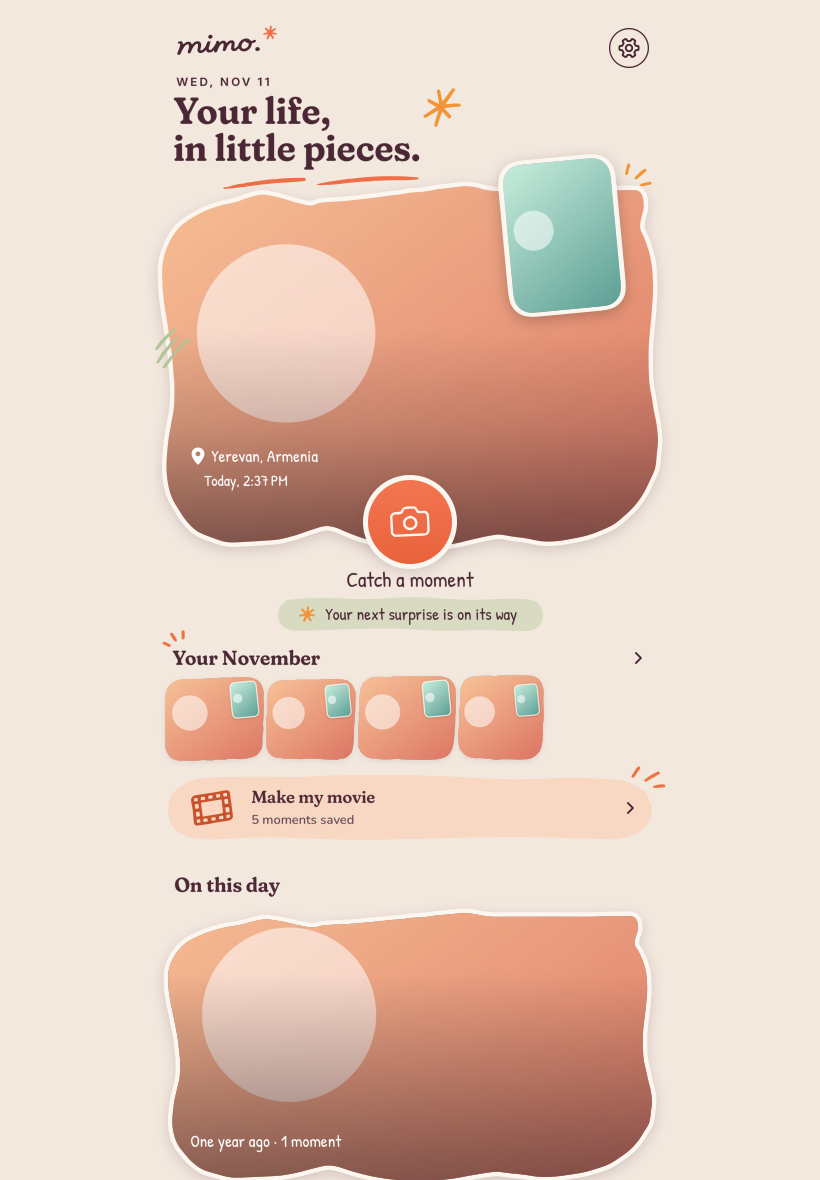 mimo.
WED, NOV 11
Your life,
in little pieces.
Yerevan, Armenia
Today, 2:37 PM
Catch a moment
Your next surprise is on its way
Your November
Make my movie
5 moments saved
On this day
One year ago · 1 moment